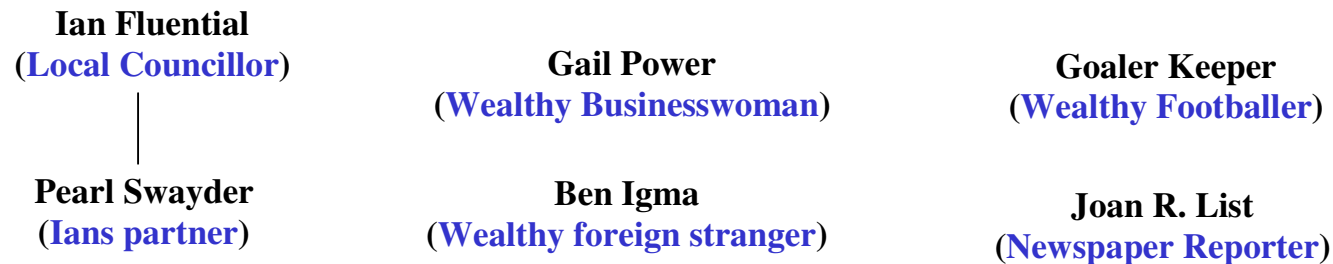 Ian Fluential
(Local Councillor)
Pearl Swayder
(Ians partner)
Gail Power
(Wealthy Businesswoman)
Ben Igma
(Wealthy foreign stranger)
Goaler Keeper
(Wealthy Footballer)
Joan R. List
(Newspaper Reporter)